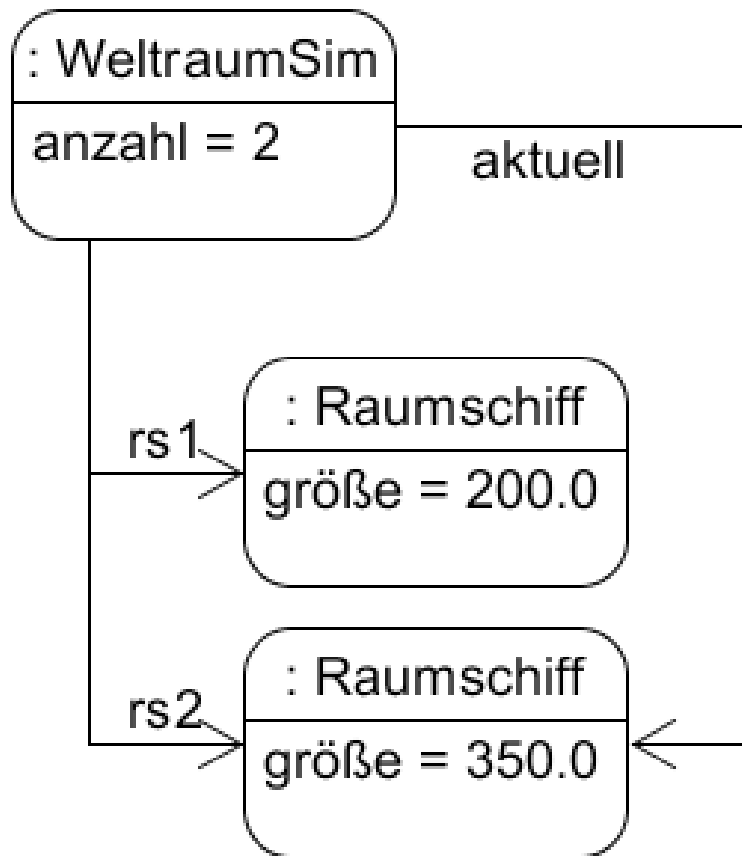 : WeltraumSim
anzahl = 2
aktuell
rs1
: Raumschiff
größe = 200.0
rs2
: Raumschiff
größe = 350.0